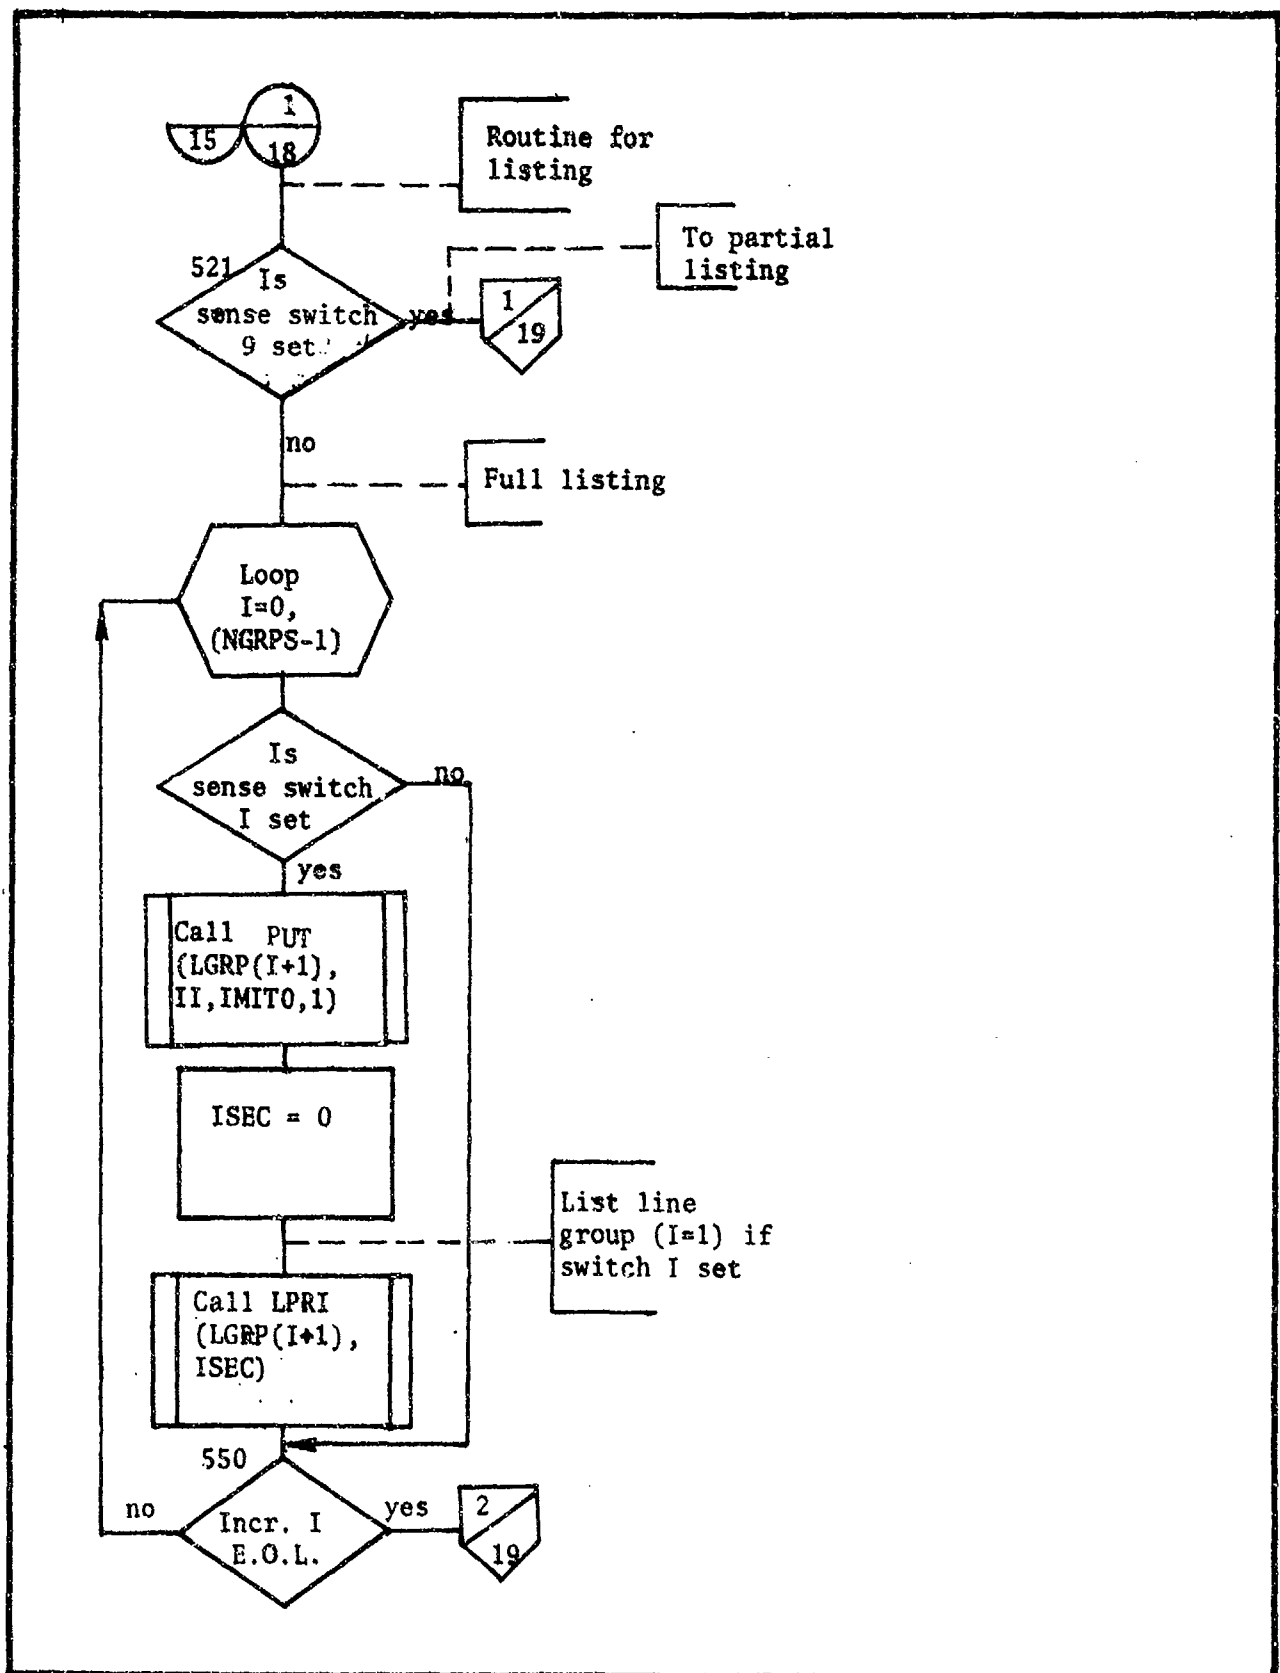 1
15
18
Routine for
listing
To partial
listing
521
Is
sense switch
9 set
yes
1
19
no
Full listing
Loop
I=0,
(NGRPS-1)
Is
sense switch
I set
no
yes
Call PUT
(LGRP(I+1),
II,IMITO,1)
ISEC = 0
List line
group (I=1) if
switch I set
Call LPRI
(LGRP(I+1),
ISEC)
550
no
Incr. I
E.O.L.
yes
2
19